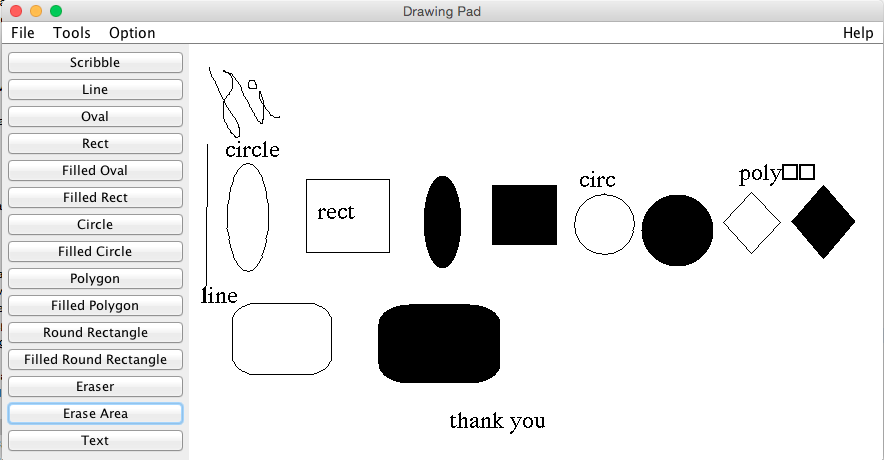 Drawing Pad
File Tools Option Help
Scribble
Line
Oval
Rect
Filled Oval
Filled Rect
Circle
Filled Circle
Polygon
Filled Polygon
Round Rectangle
Filled Round Rectangle
Eraser
Erase Area
Text
circle
rect
circ
poly□□
line
thank you